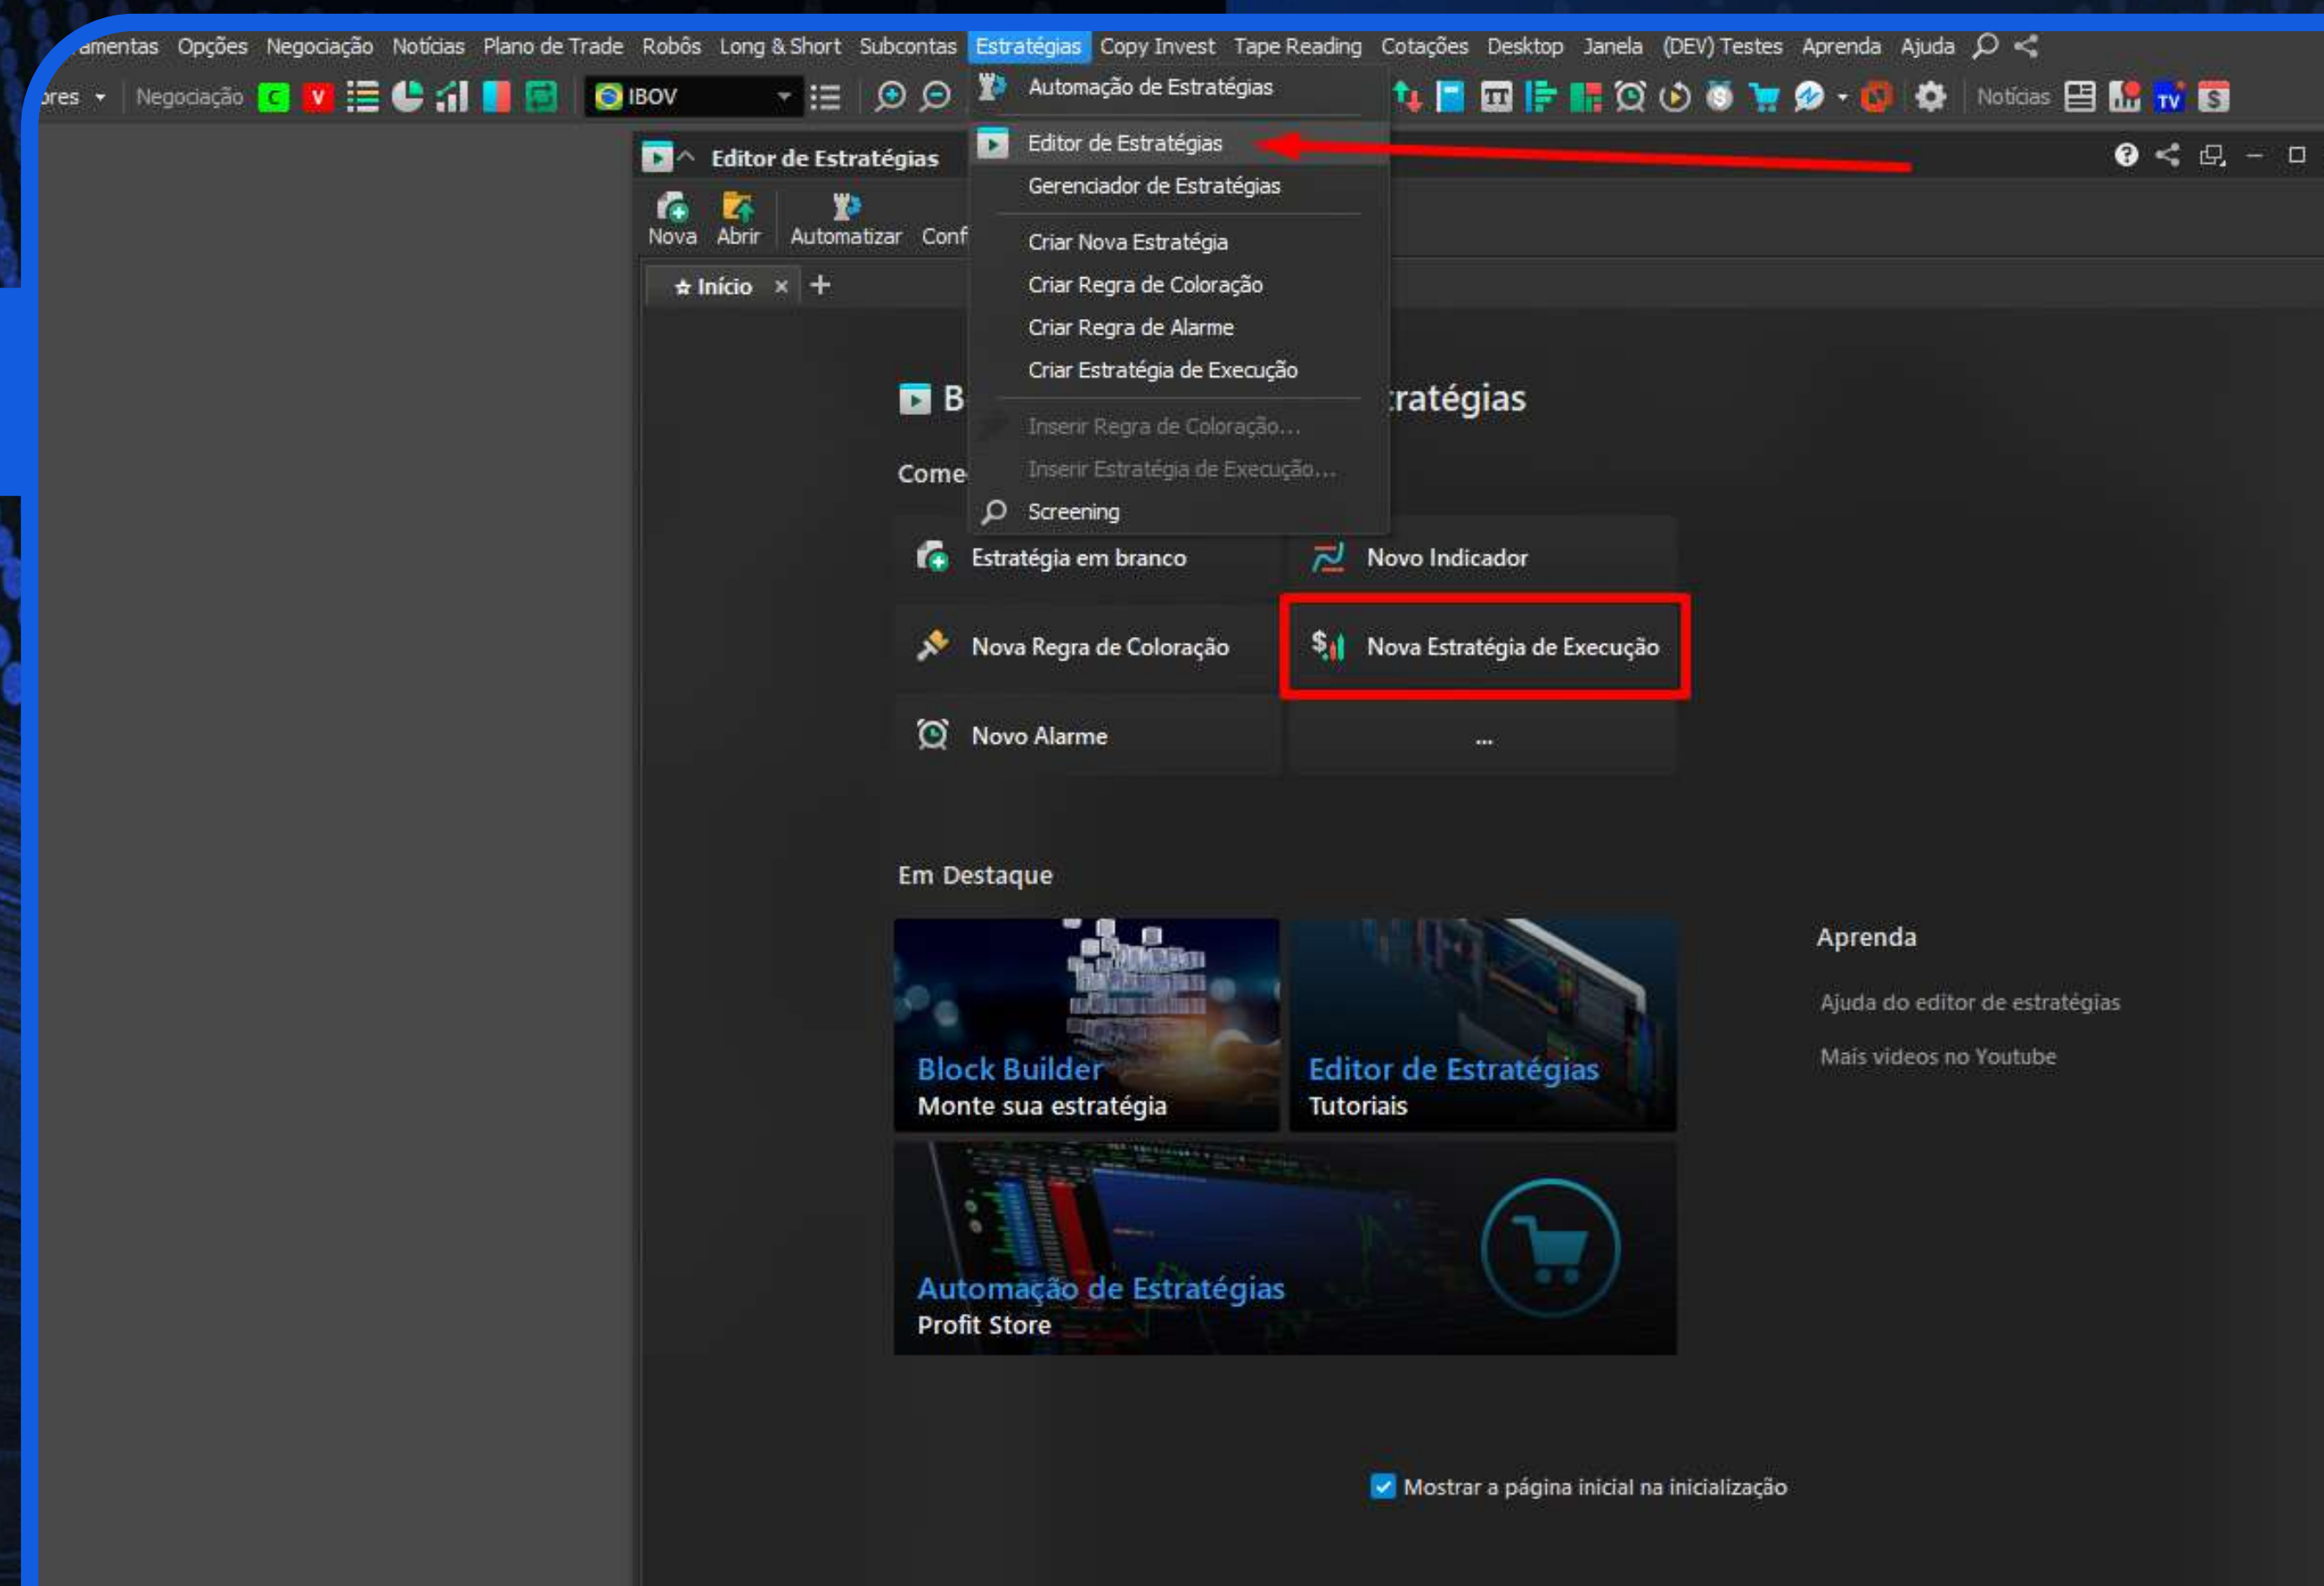 Opções Negociação Notícias Plano de Trade Robôs Long & Short Subcontas Estratégias Copy Invest Tape Reading Cotações Desktop Janela (DEV) Testes Aprenda Ajuda
Negociação C V IBOV Notícias TV S
Automação de Estratégias
Editor de Estratégias
Gerenciador de Estratégias
Criar Nova Estratégia
Criar Regra de Coloração
Criar Regra de Alarme
Criar Estratégia de Execução
Inserir Regra de Coloração...
Inserir Estratégia de Execução...
Screening
Editor de Estratégias
Nova Abrir Automatizar
Início
Estratégia em branco
Novo Indicador
Nova Regra de Coloração
Nova Estratégia de Execução
Novo Alarme
...
Em Destaque
Block Builder
Monte sua estratégia
Editor de Estratégias
Tutoriais
Automação de Estratégias
Profit Store
Aprenda
Ajuda do editor de estratégias
Mais videos no Youtube
Mostrar a página inicial na inicialização